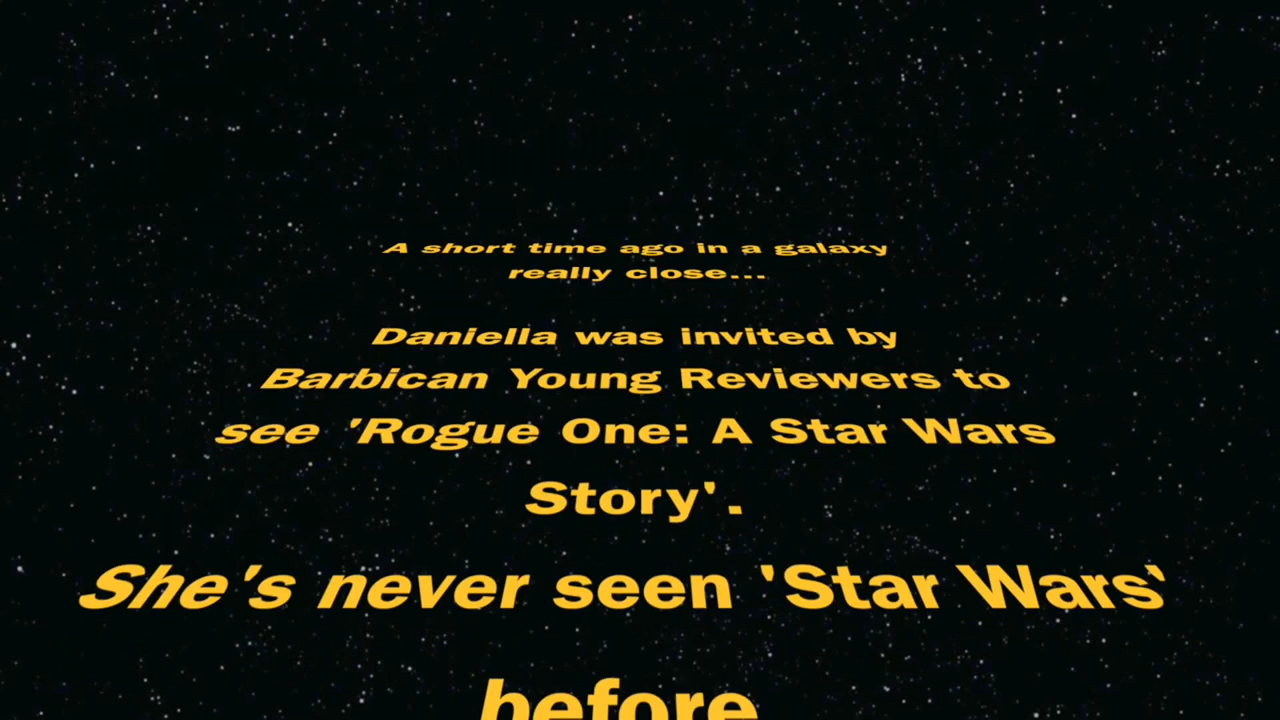 A short time ago in a galaxy
really close...
Daniella was invited by
Barbican Young Reviewers to
see 'Rogue One: A Star Wars
Story'.
She's never seen 'Star Wars'
before